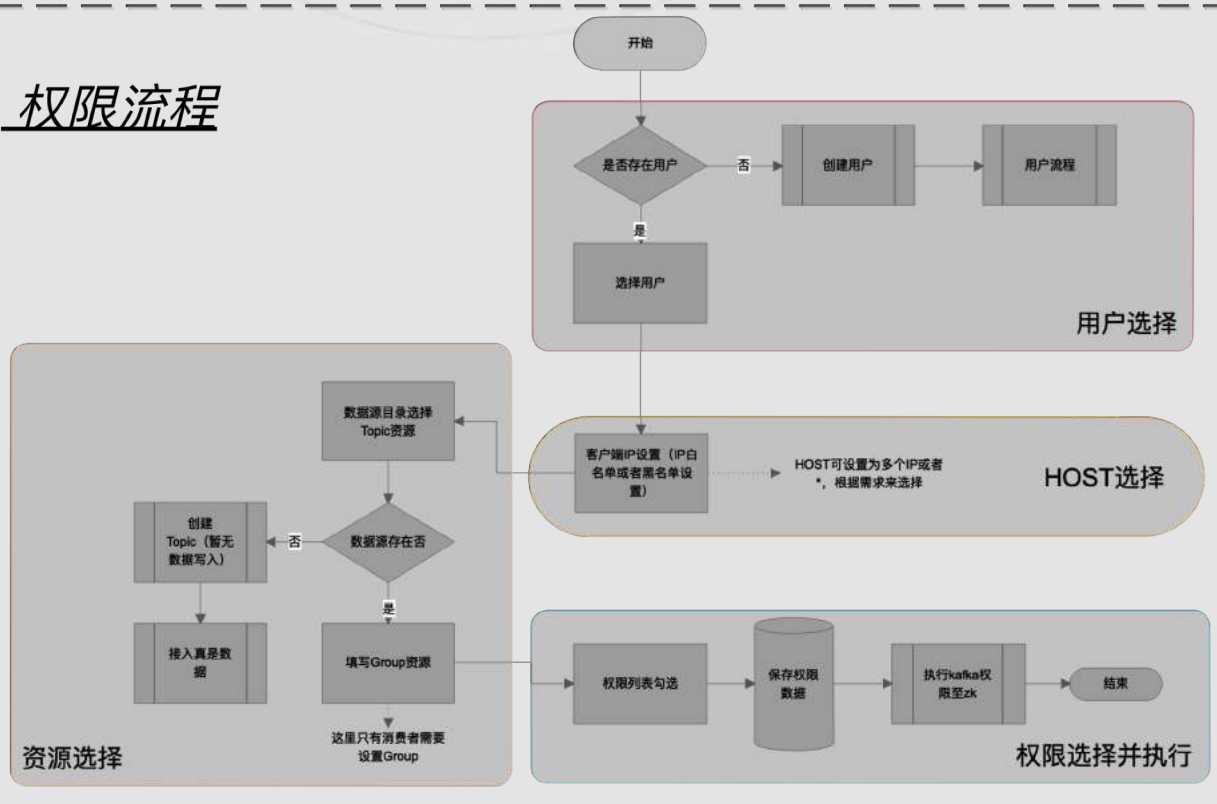 权限流程
开始
是否存在用户
否
创建用户
用户流程
是
选择用户
用户选择
客户端IP设置（IP白
名单或者黑名单设
置）
HOST可设置为多个IP或者
*，根据需求来选择
HOST选择
数据源目录选择
Topic资源
数据源存在否
否
创建
Topic（暂无
数据写入）
接入真是数
据
是
填写Group资源
这里只有消费者需要
设置Group
资源选择
权限列表勾选
保存权限
数据
执行kafka权
限至zk
结束
权限选择并执行